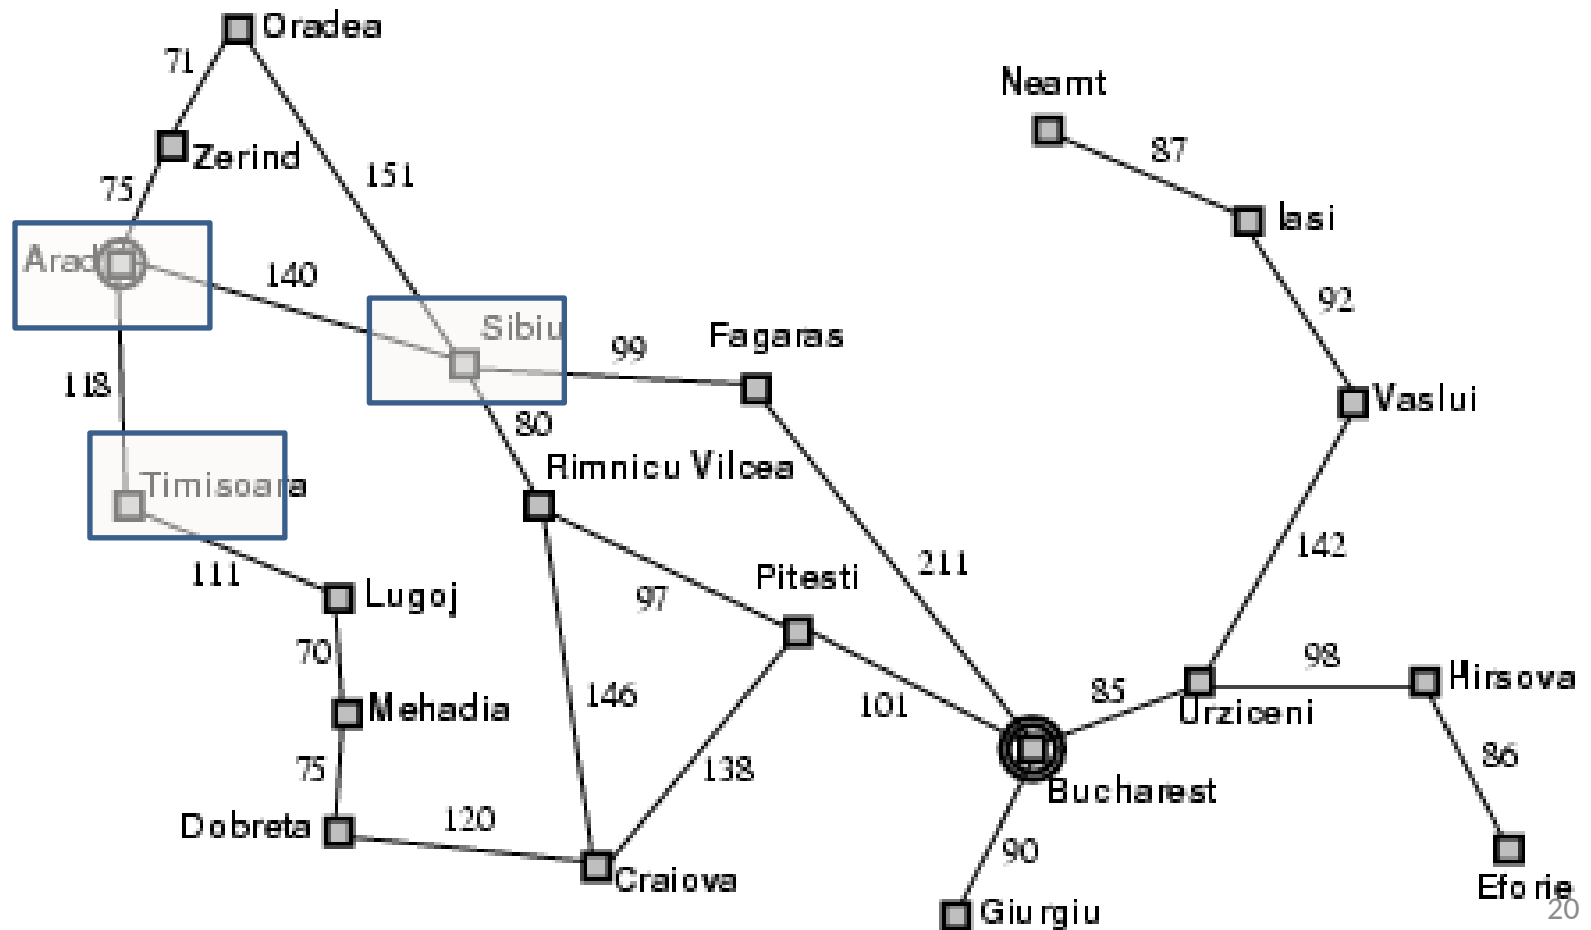 Oradea
71
Neamt
87
Zerind
151
75
Iasi
Arad
140
92
Sibiu
Fagaras
99
118
80
Vaslui
Rimnicu Vilcea
Timisoara
142
211
111
Pitesti
Lugoj
97
70
98
Hirsova
85
146
101
Mehadia
Urziceni
138
86
75
Bucharest
Dobreta
120
90
Craiova
Eforie
Giurgiu
20